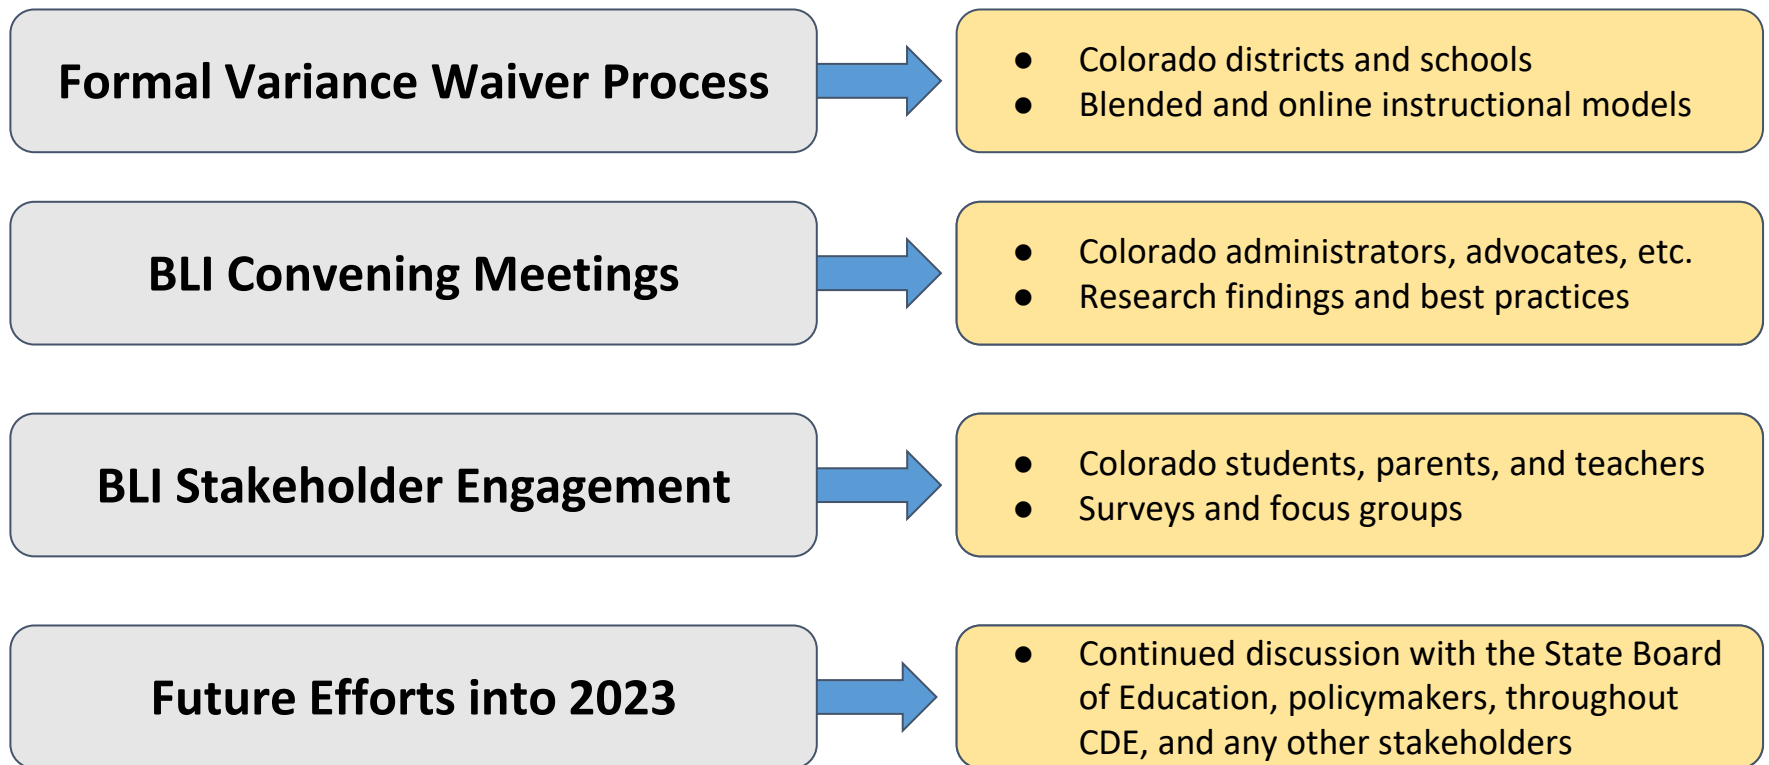 Formal Variance Waiver Process
● Colorado districts and schools
● Blended and online instructional models
BLI Convening Meetings
● Colorado administrators, advocates, etc.
● Research findings and best practices
BLI Stakeholder Engagement
● Colorado students, parents, and teachers
● Surveys and focus groups
Future Efforts into 2023
● Continued discussion with the State Board
of Education, policymakers, throughout
CDE, and any other stakeholders